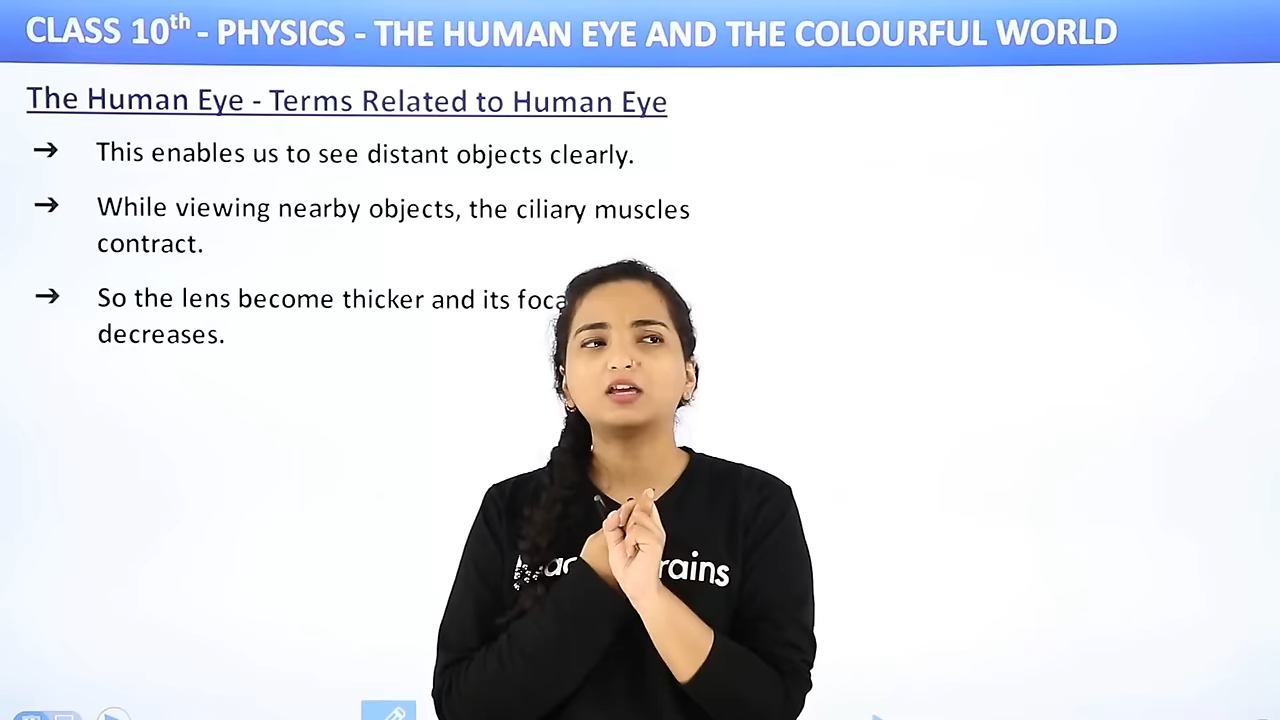 CLASS 10th - PHYSICS - THE HUMAN EYE AND THE COLOURFUL WORLD
The Human Eye - Terms Related to Human Eye
➔ This enables us to see distant objects clearly.
➔ While viewing nearby objects, the ciliary muscles
contract.
➔ So the lens become thicker and its
decreases.